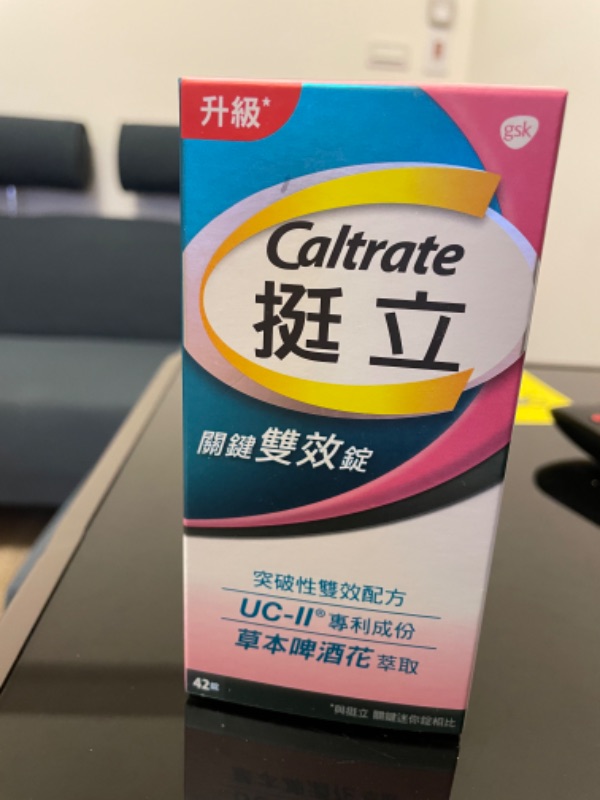 升級*
gsk
Caltrate
挺立
關鍵雙效錠
突破性雙效配方
UC-II® 專利成份
草本啤酒花 萃取
42錠
*與挺立 關鍵迷你錠相比